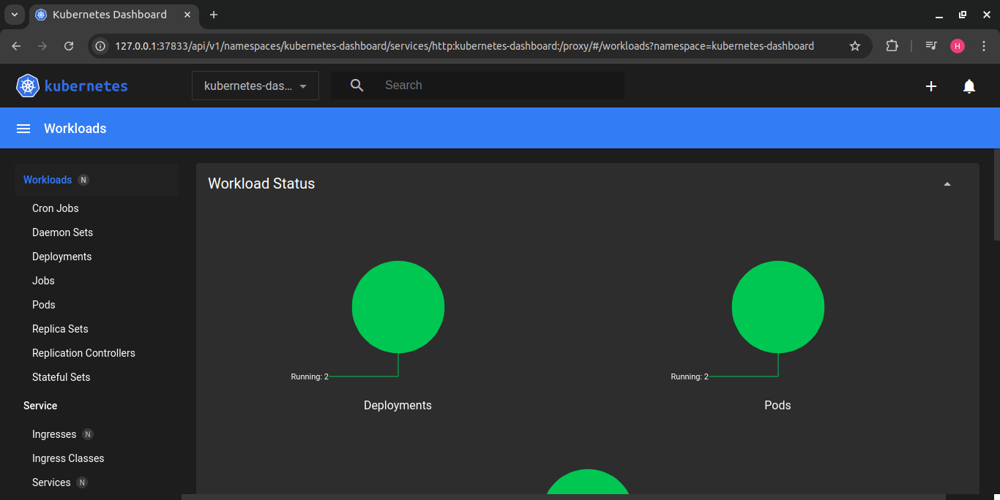 Kubernetes Dashboard
127.0.0.1:37833/api/v1/namespaces/kubernetes-dashboard/services/http:kubernetes-dashboard:/proxy/#/workloads?namespace=kubernetes-dashboard
H
kubernetes
kubernetes-das...
Search
Workloads
Workloads N
Cron Jobs
Daemon Sets
Deployments
Jobs
Pods
Replica Sets
Replication Controllers
Stateful Sets
Service
Ingresses N
Ingress Classes
Services N
Workload Status
Running: 2
Deployments
Running: 2
Pods